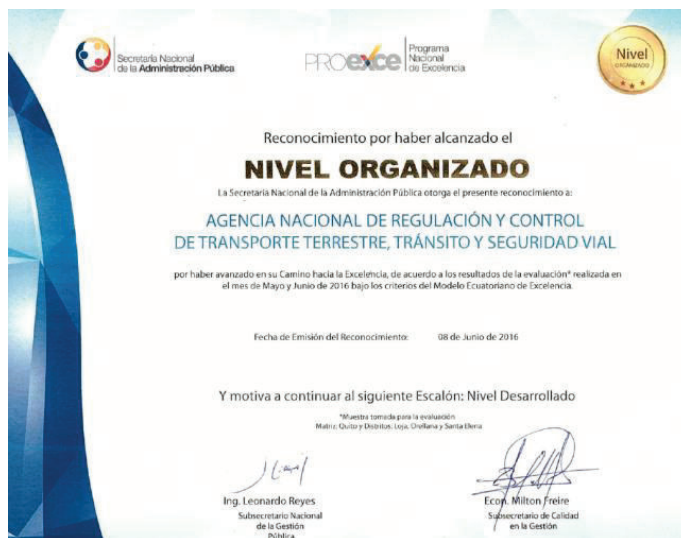 Secretaría Nacional
de la Administración Pública
PROexce
Programa
Nacional
de Excelencia
Nivel
ORGANIZADO
Reconocimiento por haber alcanzado el
NIVEL ORGANIZADO
La Secretaría Nacional de la Administración Pública otorga el presente reconocimiento a:
AGENCIA NACIONAL DE REGULACIÓN Y CONTROL
DE TRANSPORTE TERRESTRE, TRÁNSITO Y SEGURIDAD VIAL
por haber avanzado en su Camino hacia la Excelencia, de acuerdo a los resultados de la evaluación* realizada en
el mes de Mayo y Junio de 2016 bajo los criterios del Modelo Ecuatoriano de Excelencia.
Fecha de Emisión del Reconocimiento: 08 de Junio de 2016
Y motiva a continuar al siguiente Escalón: Nivel Desarrollado
*Muestra tomada para la evaluación
Matriz: Quito y Distritos: Loja, Orellana y Santa Elena
Ing. Leonardo Reyes
Subsecretario Nacional
de la Gestión
Pública
Econ. Milton Freire
Subsecretario de Calidad
en la Gestión